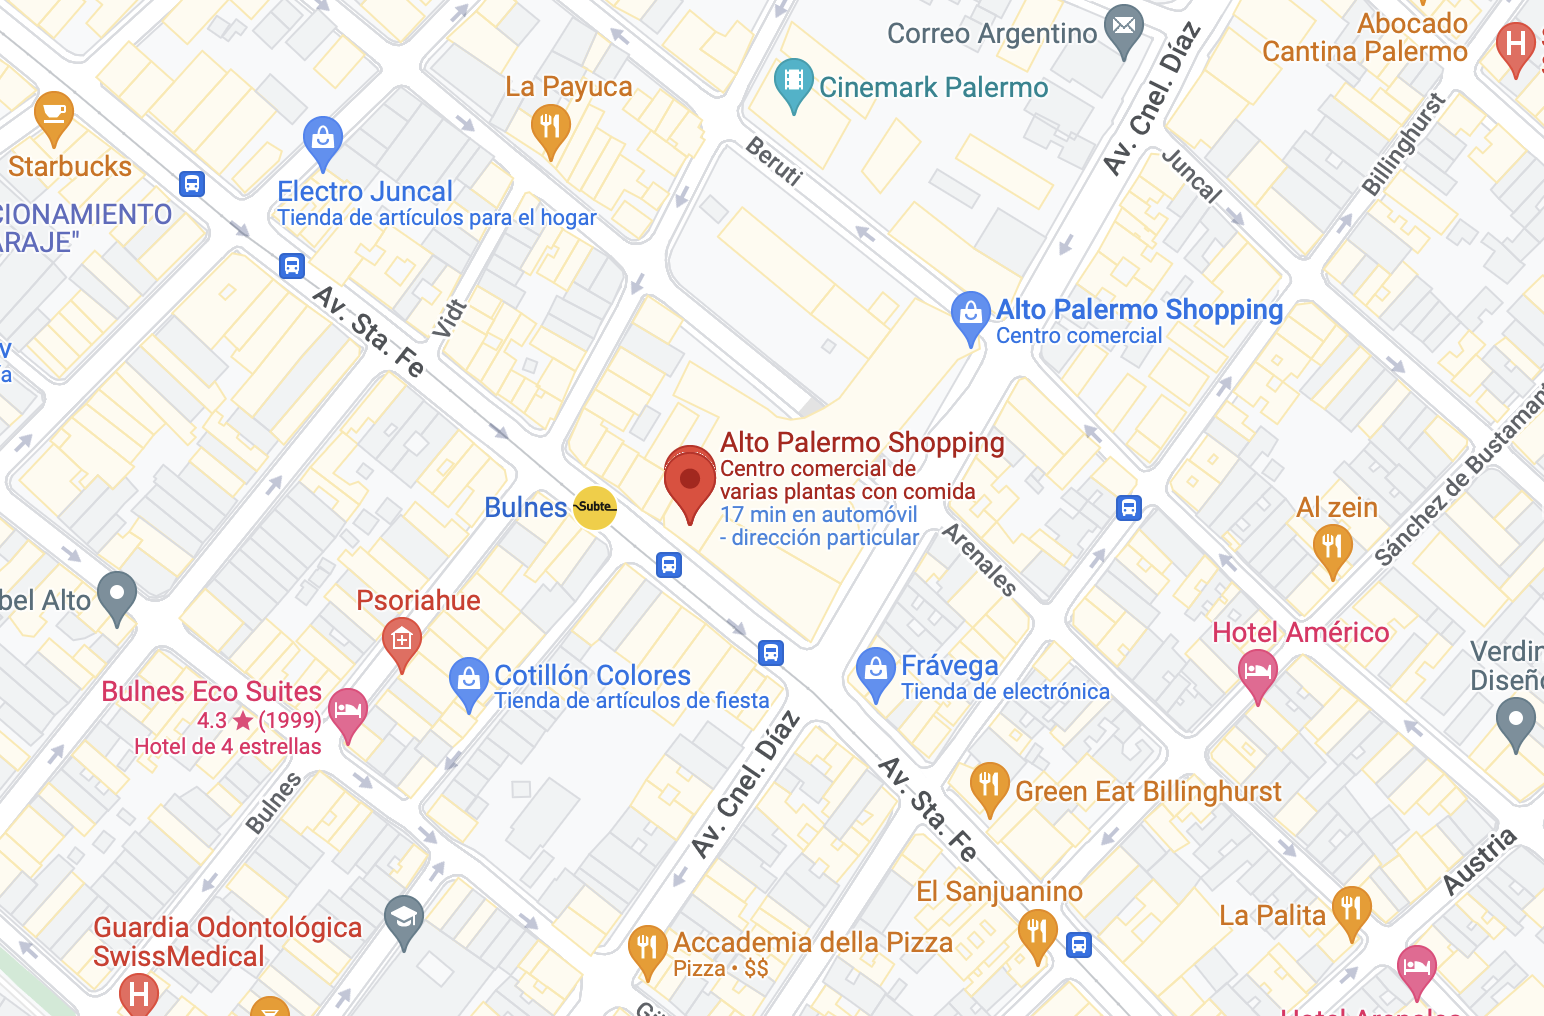 Correo Argentino
Abocado
Cantina Palermo
La Payuca
Cinemark Palermo
Av. Cnel. Díaz
Starbucks
Beruti
Juncal
Billinghurst
Electro Juncal
Tienda de artículos para el hogar
CIONAMIENTO
ARAJE"
Av. Sta. Fe
Vidt
Alto Palermo Shopping
Centro comercial
Alto Palermo Shopping
Centro comercial de
varias plantas con comida
17 min en automóvil
- dirección particular
Bulnes
Subte
Arenales
Al zein
Sánchez de Bustamant
bel Alto
Psoriahue
Hotel Américo
Cotillón Colores
Tienda de artículos de fiesta
Frávega
Tienda de electrónica
Verdin
Diseño
Bulnes Eco Suites
4.3 ★ (1999)
Hotel de 4 estrellas
Bulnes
Av. Cnel. Díaz
Av. Sta. Fe
Green Eat Billinghurst
Austria
El Sanjuanino
La Palita
Guardia Odontológica
SwissMedical
Accademia della Pizza
Pizza • $$
Hotel Arenales